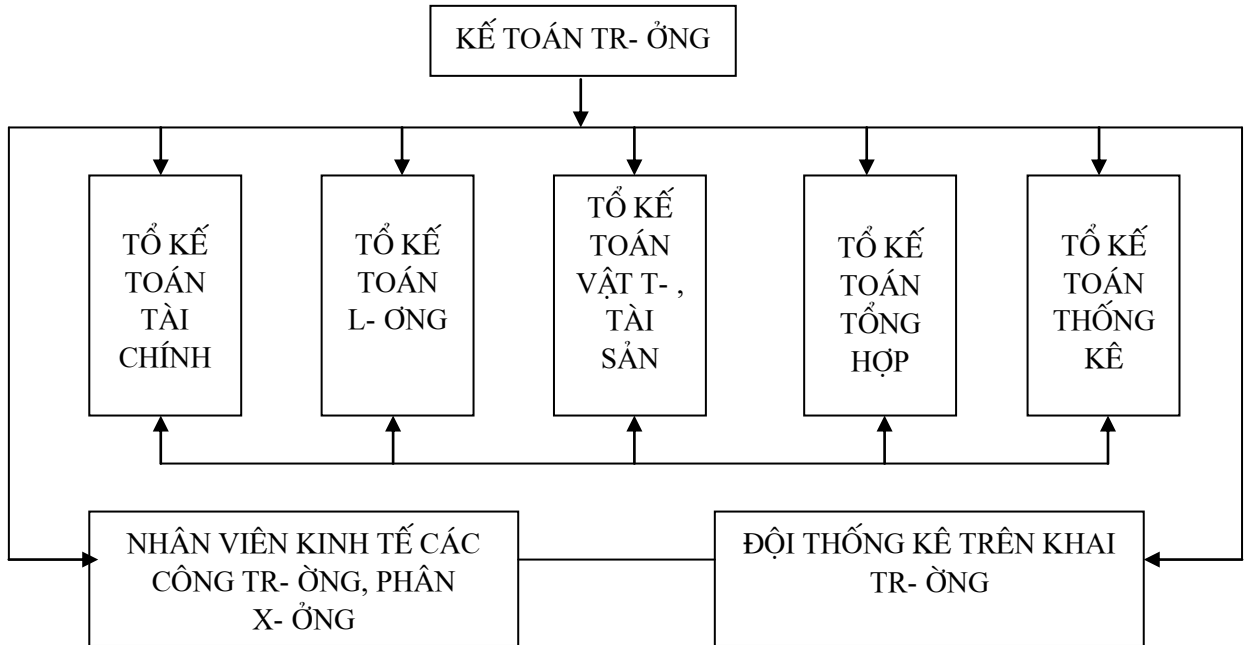 KẾ TOÁN TR- ỞNG
TỔ KẾ
TOÁN
TÀI
CHÍNH
TỔ KẾ
TOÁN
L- ƠNG
TỔ KẾ
TOÁN
VẬT T- ,
TÀI
SẢN
TỔ KẾ
TOÁN
TỔNG
HỢP
TỔ KẾ
TOÁN
THỐNG
KÊ
NHÂN VIÊN KINH TẾ CÁC
CÔNG TR- ỜNG, PHÂN
X- ỞNG
ĐỘI THỐNG KÊ TRÊN KHAI
TR- ỜNG